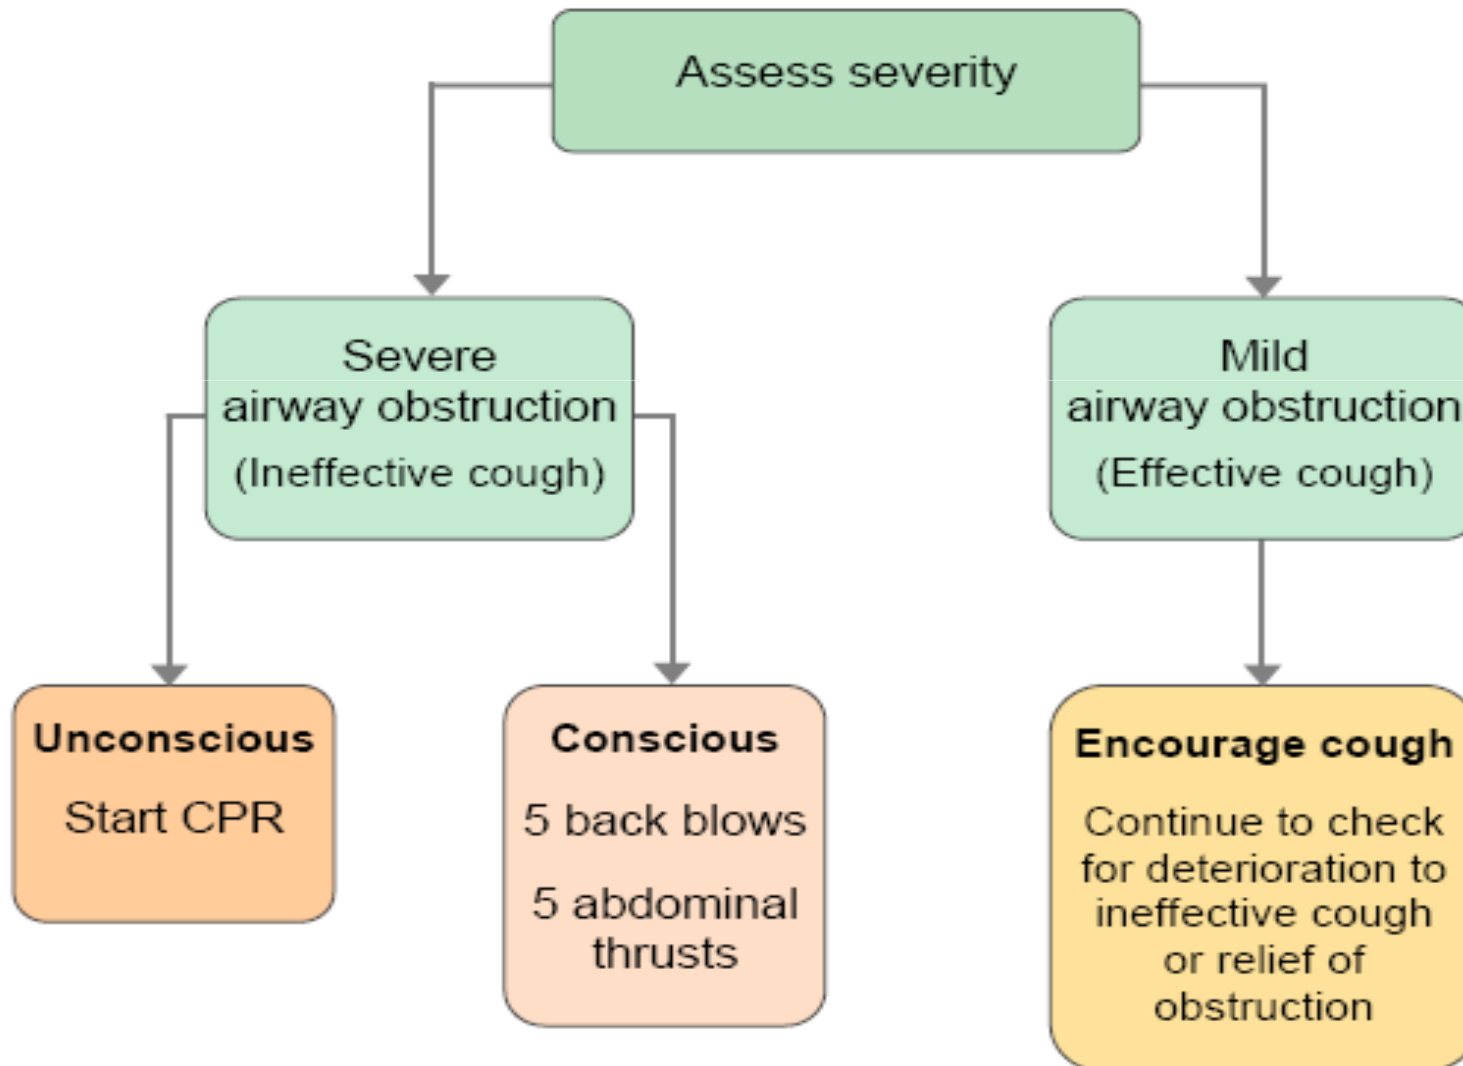 Assess severity
Severe
airway obstruction
(Ineffective cough)
Mild
airway obstruction
(Effective cough)
Unconscious
Start CPR
Conscious
5 back blows
5 abdominal
thrusts
Encourage cough
Continue to check
for deterioration to
ineffective cough
or relief of
obstruction